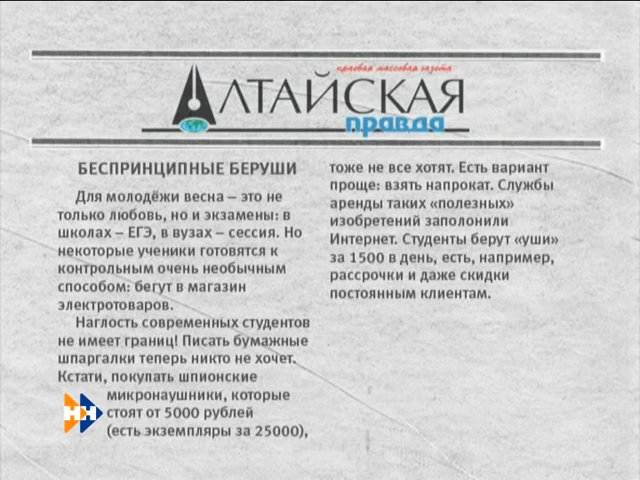 краевая массовая газета
АЛТАЙСКАЯ
правда
БЕСПРИНЦИПНЫЕ БЕРУШИ
Для молодёжи весна – это не
только любовь, но и экзамены: в
школах – ЕГЭ, в вузах – сессия. Но
некоторые ученики готовятся к
контрольным очень необычным
способом: бегут в магазин
электротоваров.
Наглость современных студентов
не имеет границ! Писать бумажные
шпаргалки теперь никто не хочет.
Кстати, покупать шпионские
микронаушники, которые
стоят от 5000 рублей
(есть экземпляры за 25000),
тоже не все хотят. Есть вариант
проще: взять напрокат. Службы
аренды таких «полезных»
изобретений заполонили
Интернет. Студенты берут «уши»
за 1500 в день, есть, например,
рассрочки и даже скидки
постоянным клиентам.
НН